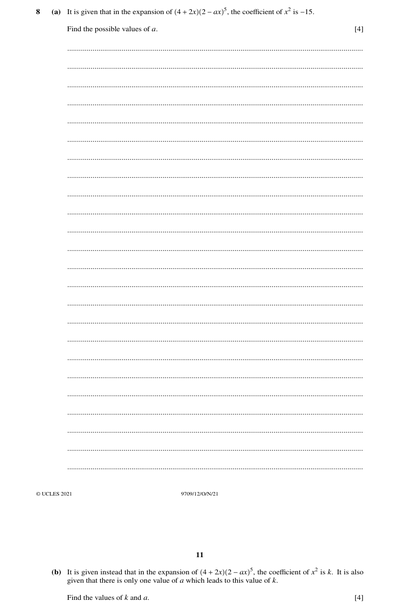 8 (a) It is given that in the expansion of (4 + 2x)(2 − ax)⁵, the coefficient of x² is −15.
Find the possible values of a. [4]
© UCLES 2021 9709/12/O/N/21
11
(b) It is given instead that in the expansion of (4 + 2x)(2 − ax)⁵, the coefficient of x² is k. It is also
given that there is only one value of a which leads to this value of k.
Find the values of k and a. [4]